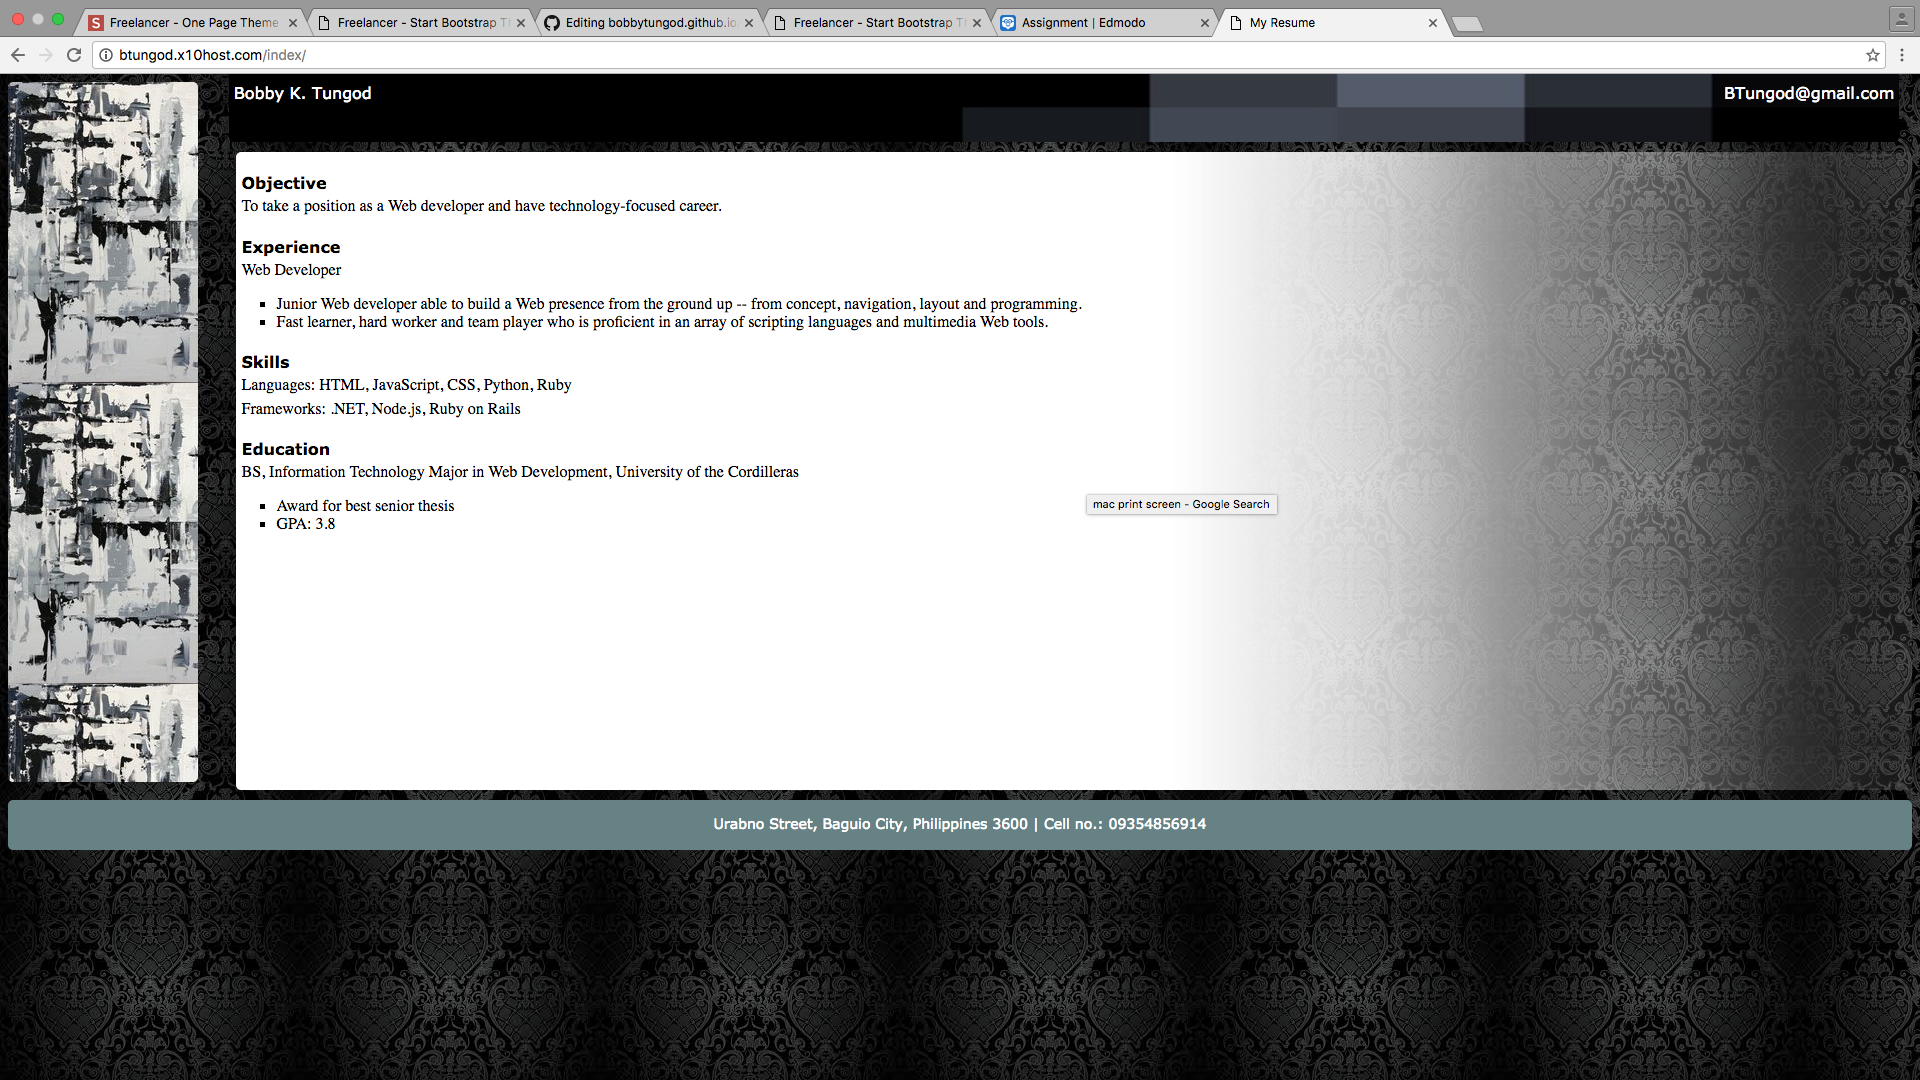 Freelancer - One Page Theme
Freelancer - Start Bootstrap T
Editing bobbytungod.github.io
Freelancer - Start Bootstrap T
Assignment | Edmodo
My Resume
btungod.x10host.com/index/
Bobby K. Tungod
BTungod@gmail.com
Objective
To take a position as a Web developer and have technology-focused career.
Experience
Web Developer
Junior Web developer able to build a Web presence from the ground up -- from concept, navigation, layout and programming.
Fast learner, hard worker and team player who is proficient in an array of scripting languages and multimedia Web tools.
Skills
Languages: HTML, JavaScript, CSS, Python, Ruby
Frameworks: .NET, Node.js, Ruby on Rails
Education
BS, Information Technology Major in Web Development, University of the Cordilleras
Award for best senior thesis
mac print screen - Google Search
GPA: 3.8
Urabno Street, Baguio City, Philippines 3600 | Cell no.: 09354856914